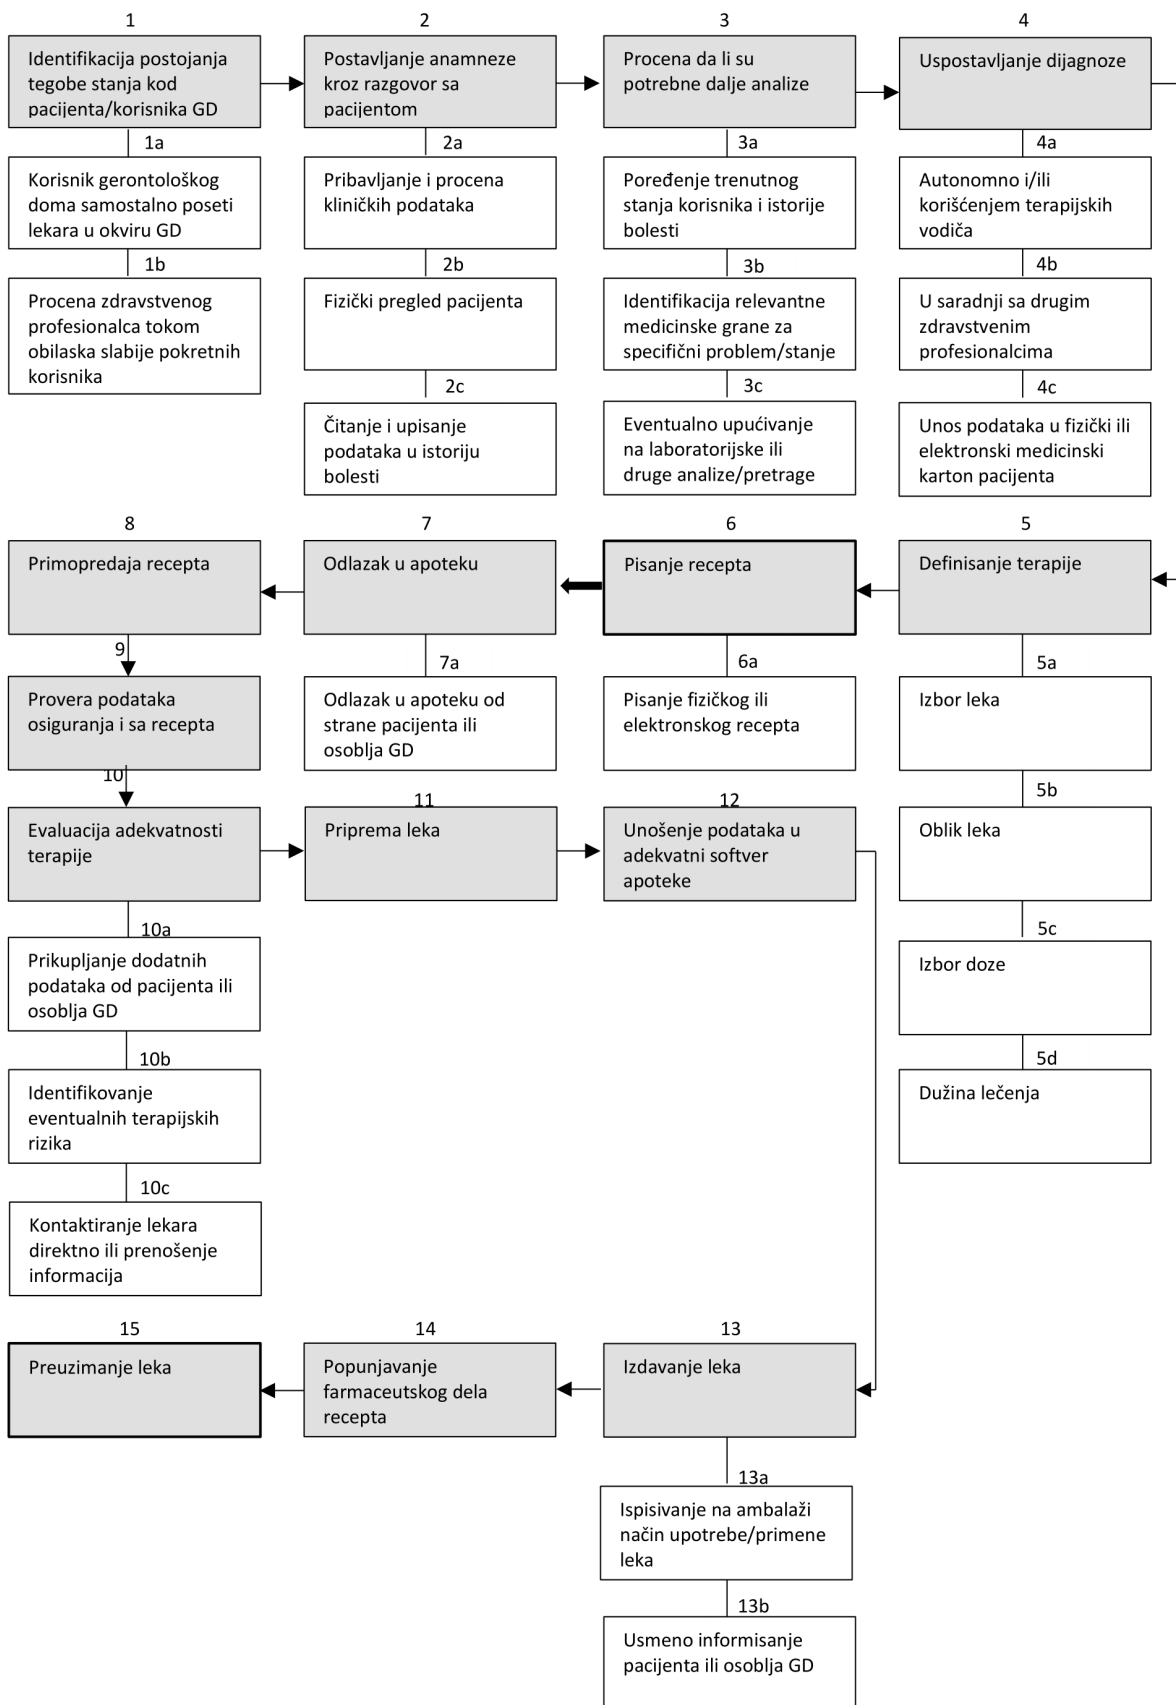 1
Identifikacija postojanja
tegobe stanja kod
pacijenta/korisnika GD
1a
Korisnik gerontološkog
doma samostalno poseti
lekara u okviru GD
1b
Procena zdravstvenog
profesionalca tokom
obilaska slabije pokretnih
korisnika
2
Postavljanje anamneze
kroz razgovor sa
pacijentom
2a
Pribavljanje i procena
kliničkih podataka
2b
Fizički pregled pacijenta
2c
Čitanje i upisanje
podataka u istoriju
bolesti
3
Procena da li su
potrebne dalje analize
3a
Poređenje trenutnog
stanja korisnika i istorije
bolesti
3b
Identifikacija relevantne
medicinske grane za
specifični problem/stanje
3c
Eventualno upućivanje
na laboratorijske ili
druge analize/pretrage
4
Uspostavljanje dijagnoze
4a
Autonomno i/ili
korišćenjem terapijskih
vodiča
4b
U saradnji sa drugim
zdravstvenim
profesionalcima
4c
Unos podataka u fizički ili
elektronski medicinski
karton pacijenta
5
Definisanje terapije
5a
Izbor leka
5b
Oblik leka
5c
Izbor doze
5d
Dužina lečenja
6
Pisanje recepta
6a
Pisanje fizičkog ili
elektronskog recepta
7
Odlazak u apoteku
7a
Odlazak u apoteku od
strane pacijenta ili
osoblja GD
8
Primopredaja recepta
9
Provera podataka
osiguranja i sa recepta
10
Evaluacija adekvatnosti
terapije
10a
Prikupljanje dodatnih
podataka od pacijenta ili
osoblja GD
10b
Identifikovanje
eventualnih terapijskih
rizika
10c
Kontaktiranje lekara
direktno ili prenošenje
informacija
11
Priprema leka
12
Unošenje podataka u
adekvatni softver
apoteke
13
Izdavanje leka
13a
Ispisivanje na ambalaži
način upotrebe/primene
leka
13b
Usmeno informisanje
pacijenta ili osoblja GD
14
Popunjavanje
farmaceutskog dela
recepta
15
Preuzimanje leka